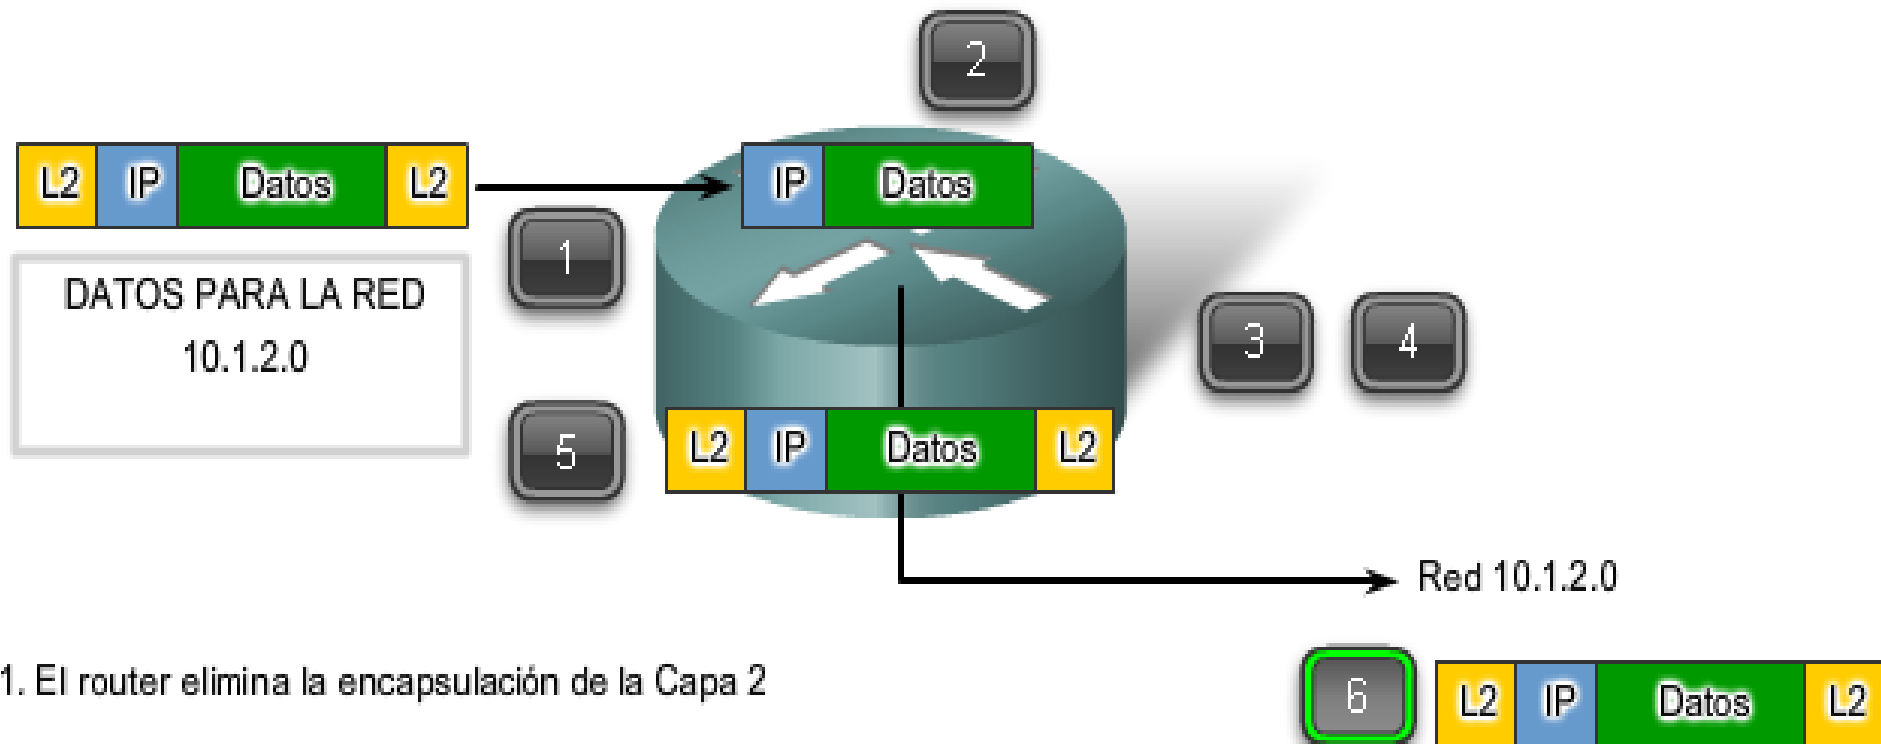 2
L2 IP Datos L2
IP Datos
1
DATOS PARA LA RED
10.1.2.0
3 4
5
L2 IP Datos L2
Red 10.1.2.0
1. El router elimina la encapsulación de la Capa 2
6
L2 IP Datos L2